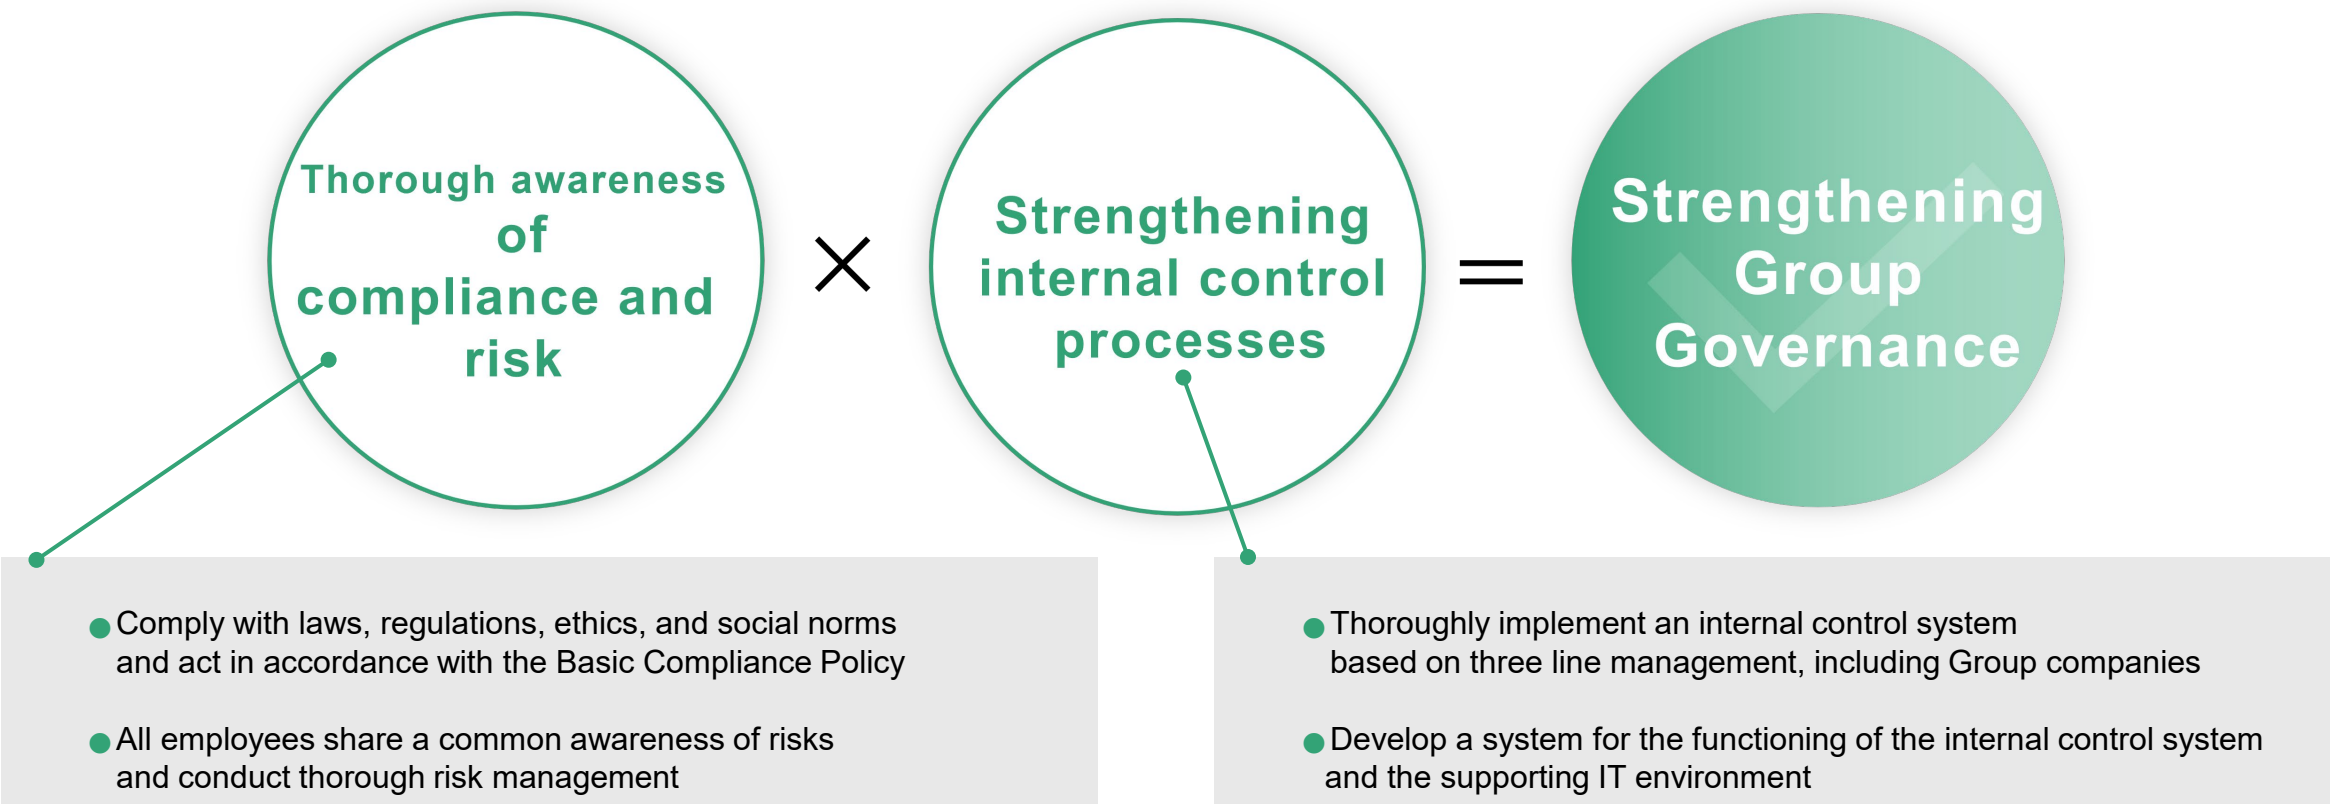 Thorough awareness
of
compliance and
risk
×
Strengthening
internal control
processes
=
Strengthening
Group
Governance
● Comply with laws, regulations, ethics, and social norms
and act in accordance with the Basic Compliance Policy
● All employees share a common awareness of risks
and conduct thorough risk management
● Thoroughly implement an internal control system
based on three line management, including Group companies
● Develop a system for the functioning of the internal control system
and the supporting IT environment